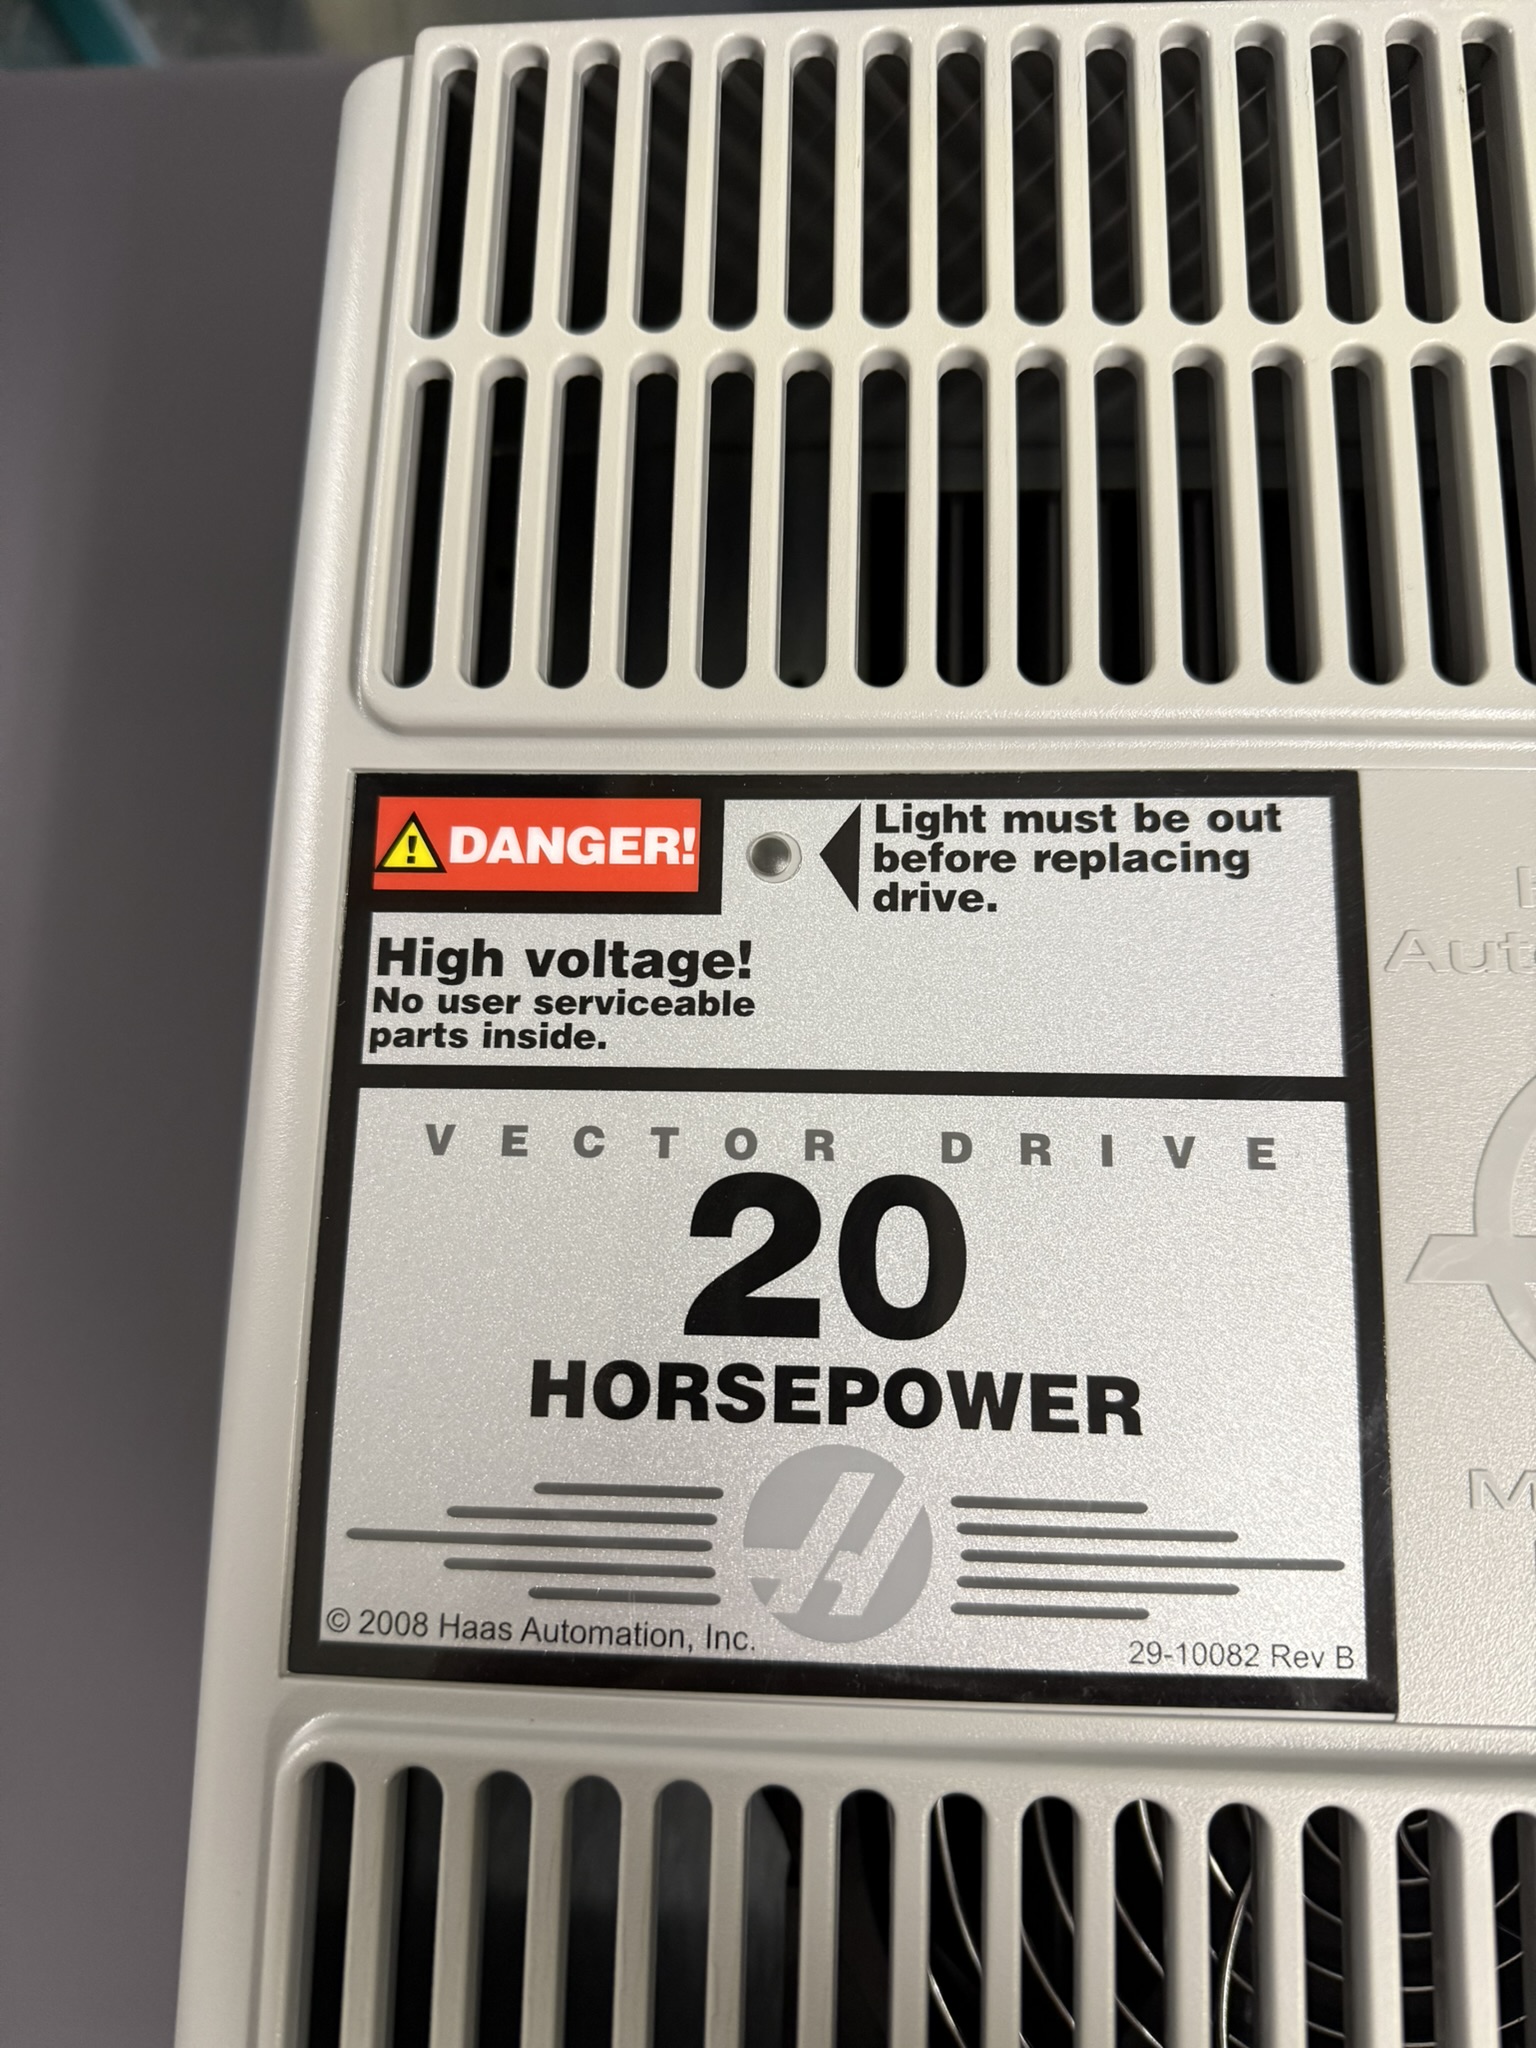 DANGER!
Light must be out
before replacing
drive.
High voltage!
No user serviceable
parts inside.
VECTOR DRIVE
20
HORSEPOWER
© 2008 Haas Automation, Inc.
29-10082 Rev B